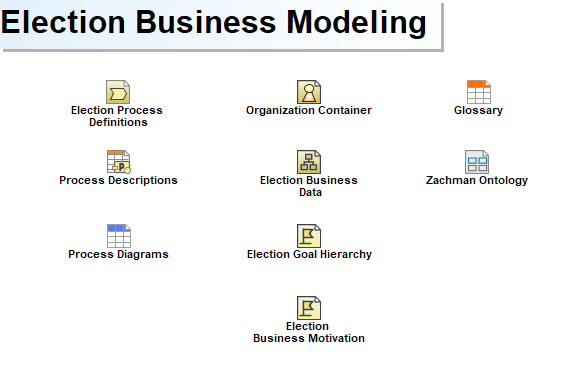 Election Business Modeling
Election Process
Definitions
Organization Container
Glossary
P
Process Descriptions
Election Business
Data
Zachman Ontology
Process Diagrams
Election Goal Hierarchy
Election
Business Motivation